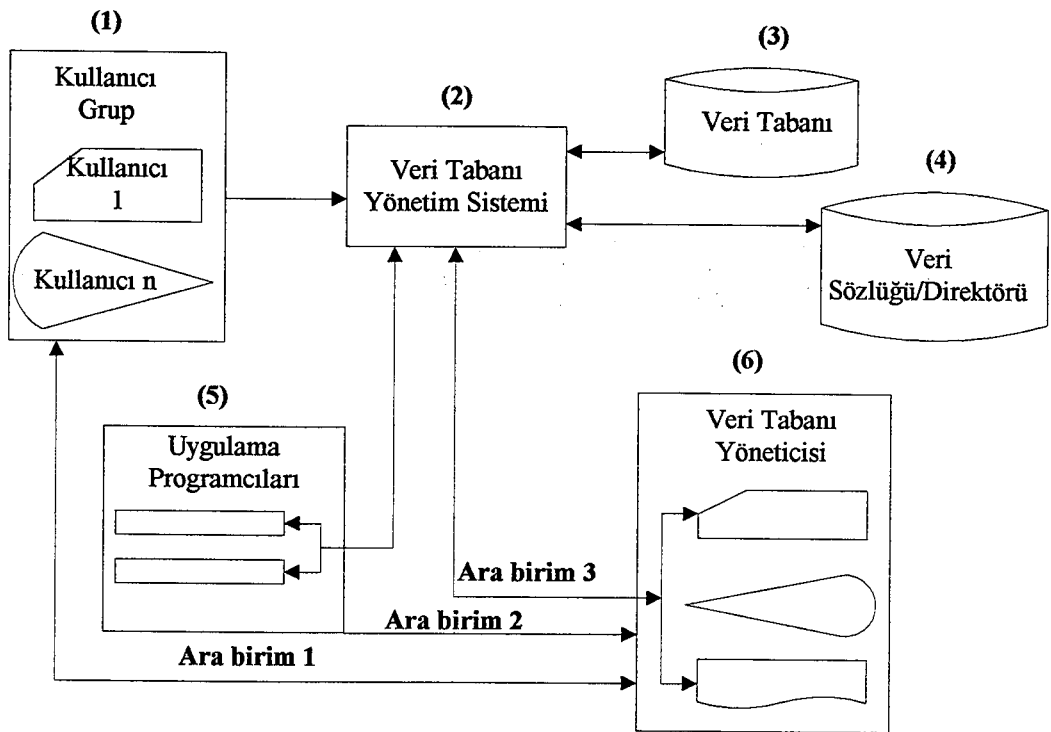 (1)
Kullanıcı
Grup
Kullanıcı
1
Kullanıcı n
(2)
Veri Tabanı
Yönetim Sistemi
(3)
Veri Tabanı
(4)
Veri
Sözlüğü/Direktörü
(5)
Uygulama
Programcıları
(6)
Veri Tabanı
Yöneticisi
Ara birim 3
Ara birim 2
Ara birim 1